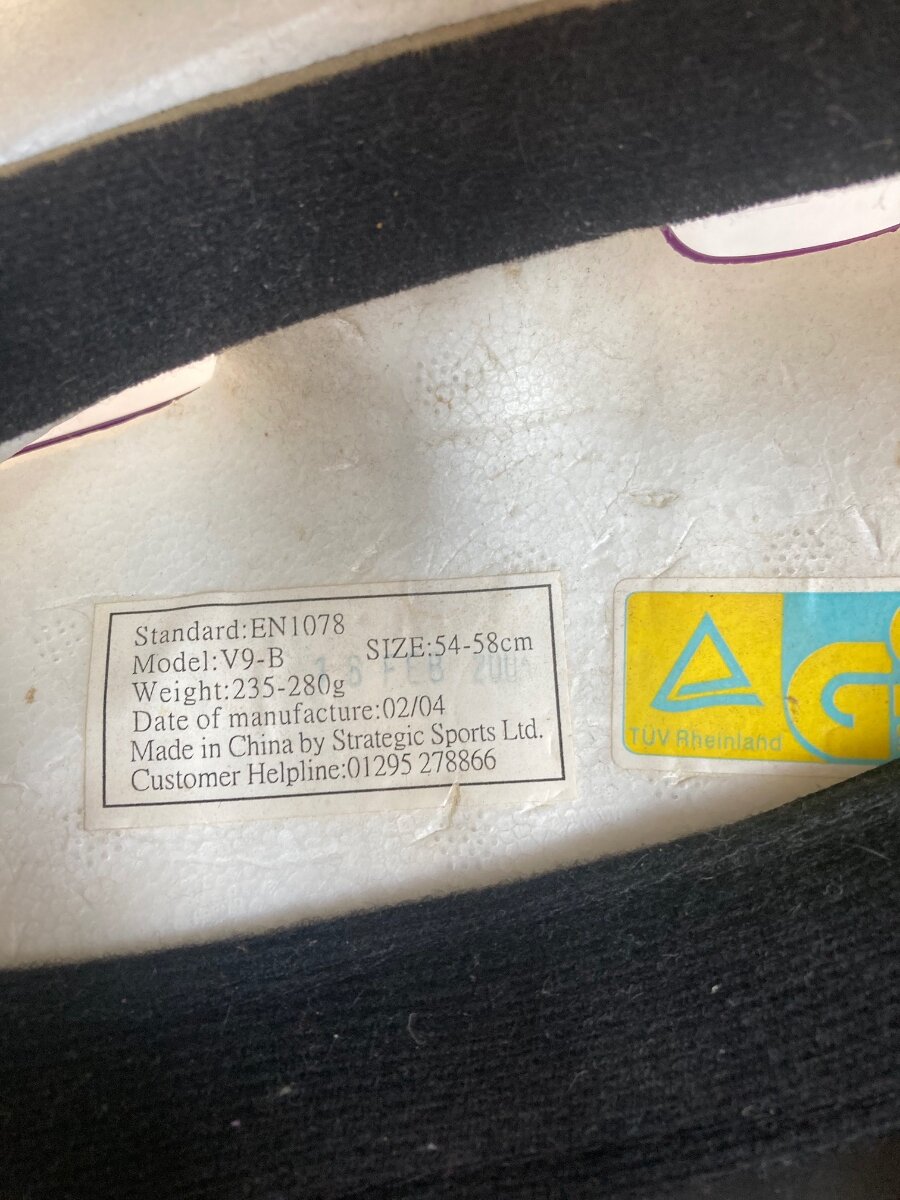 Standard:EN1078
Model:V9-B SIZE:54-58cm
FEB
Weight:235-280g
Date of manufacture:02/04
Made in China by Strategic Sports Ltd.
Customer Helpline:01295 278866
TÜV Rheinland